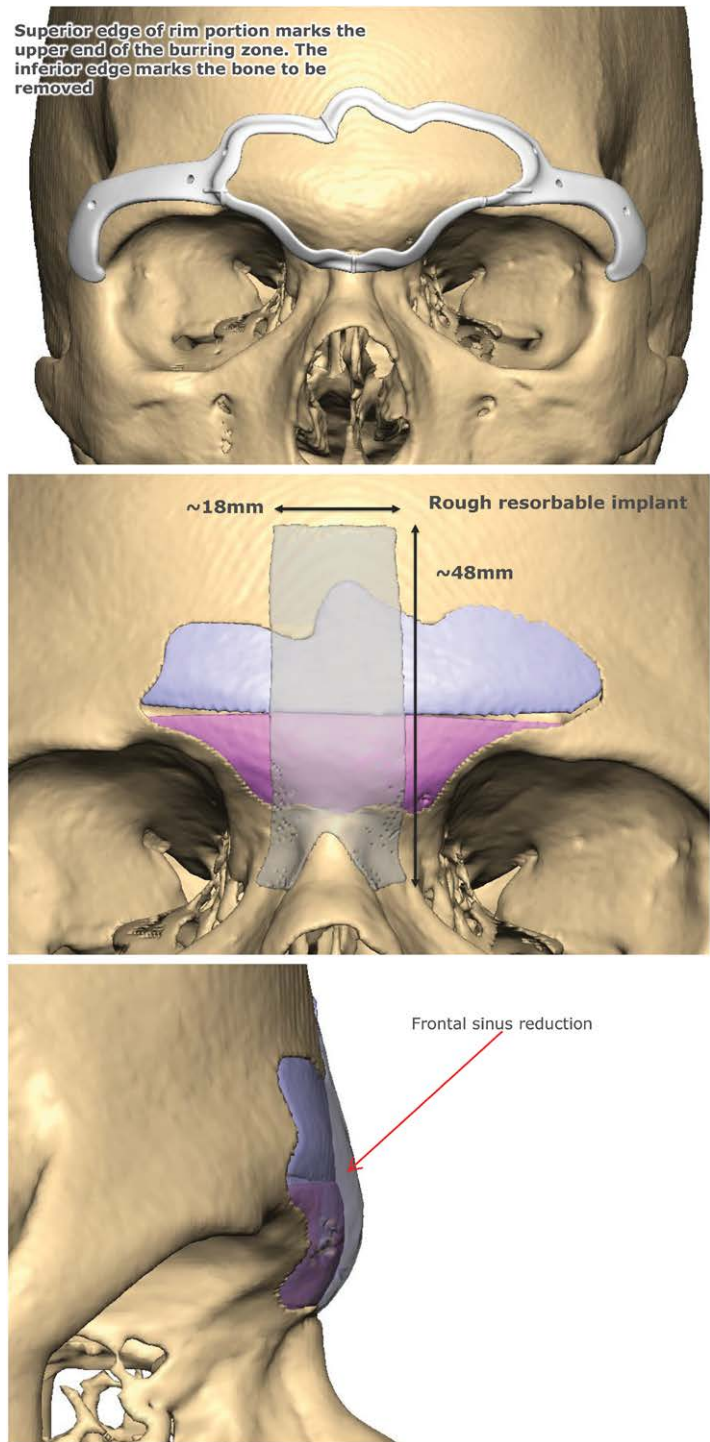 Superior edge of rim portion marks the
upper end of the burring zone. The
inferior edge marks the bone to be
removed
~18mm
Rough resorbable implant
~48mm
Frontal sinus reduction